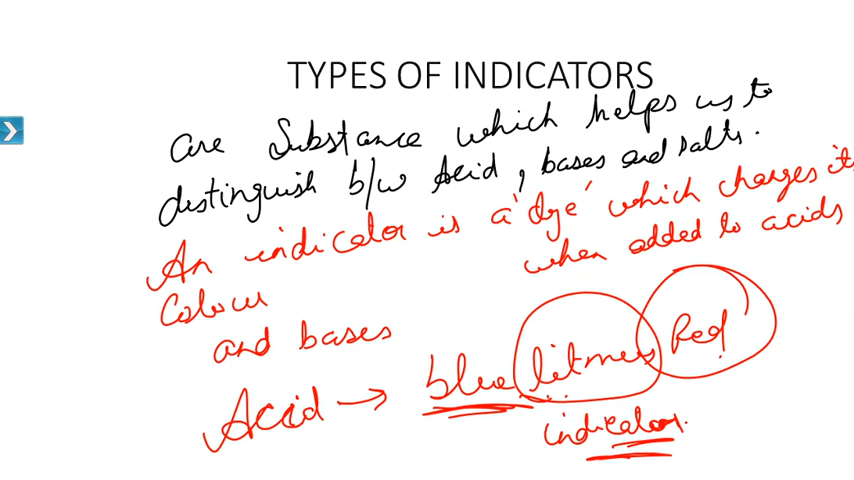 TYPES OF INDICATORS
are Substance which helps us to
distinguish b/w Acid, bases and salts.
An indicator is a 'dye' which changes its
Colour when added to acids
and bases
Acid → blue litmus Red
indicator.